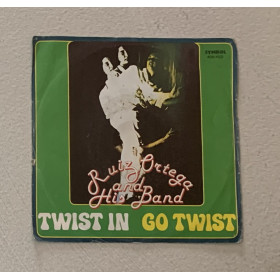 Ruiz Ortega
and
His Band
TWIST IN GO TWIST